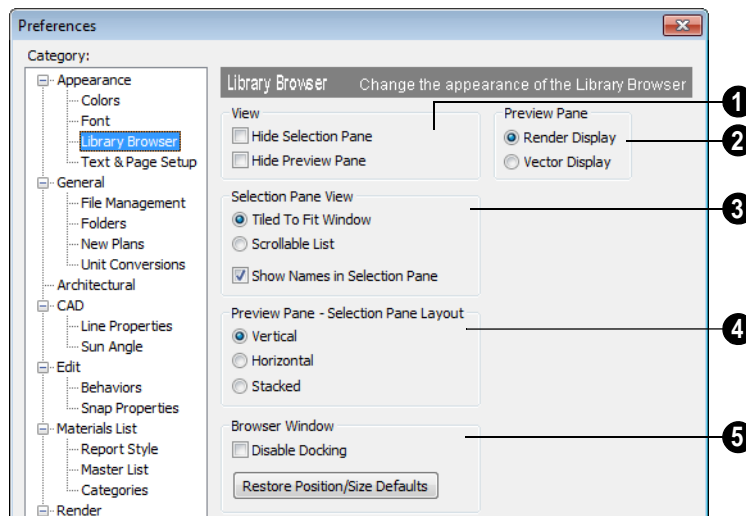 Preferences
Category:
Appearance
Colors
Font
Library Browser
Text & Page Setup
General
File Management
Folders
New Plans
Unit Conversions
Architectural
CAD
Line Properties
Sun Angle
Edit
Behaviors
Snap Properties
Materials List
Report Style
Master List
Categories
Render
Library Browser Change the appearance of the Library Browser
View
Hide Selection Pane
Hide Preview Pane
Preview Pane
Render Display
Vector Display
Selection Pane View
Tiled To Fit Window
Scrollable List
Show Names in Selection Pane
Preview Pane - Selection Pane Layout
Vertical
Horizontal
Stacked
Browser Window
Disable Docking
Restore Position/Size Defaults
1
2
3
4
5